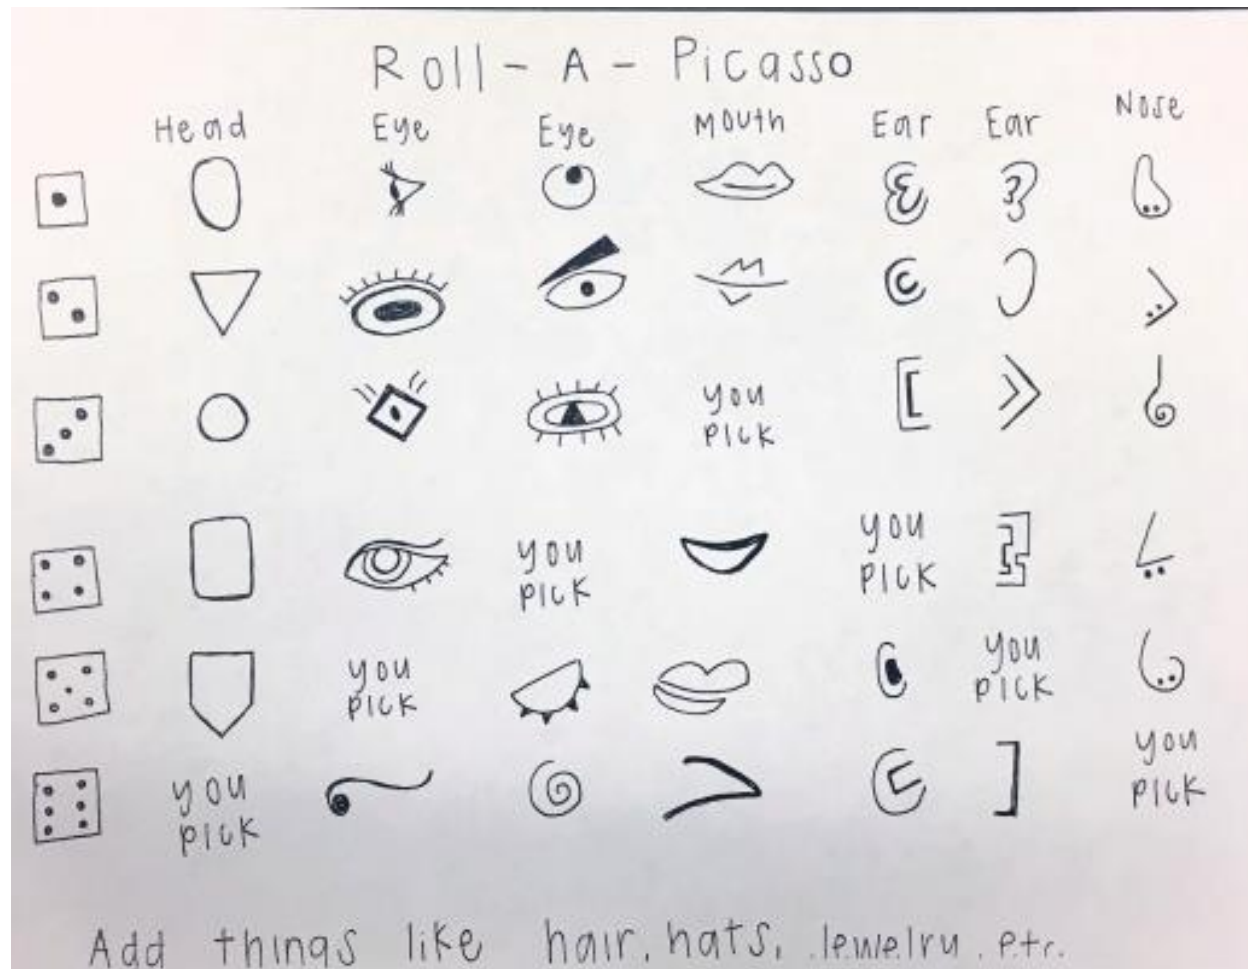 Roll - A - Picasso
Head Eye Eye Mouth Ear Ear Nose
you
pick
you
pick
you
pick
you
pick
you
pick
you
pick
you
pick
Add things like hair, hats, jewelry, etc.